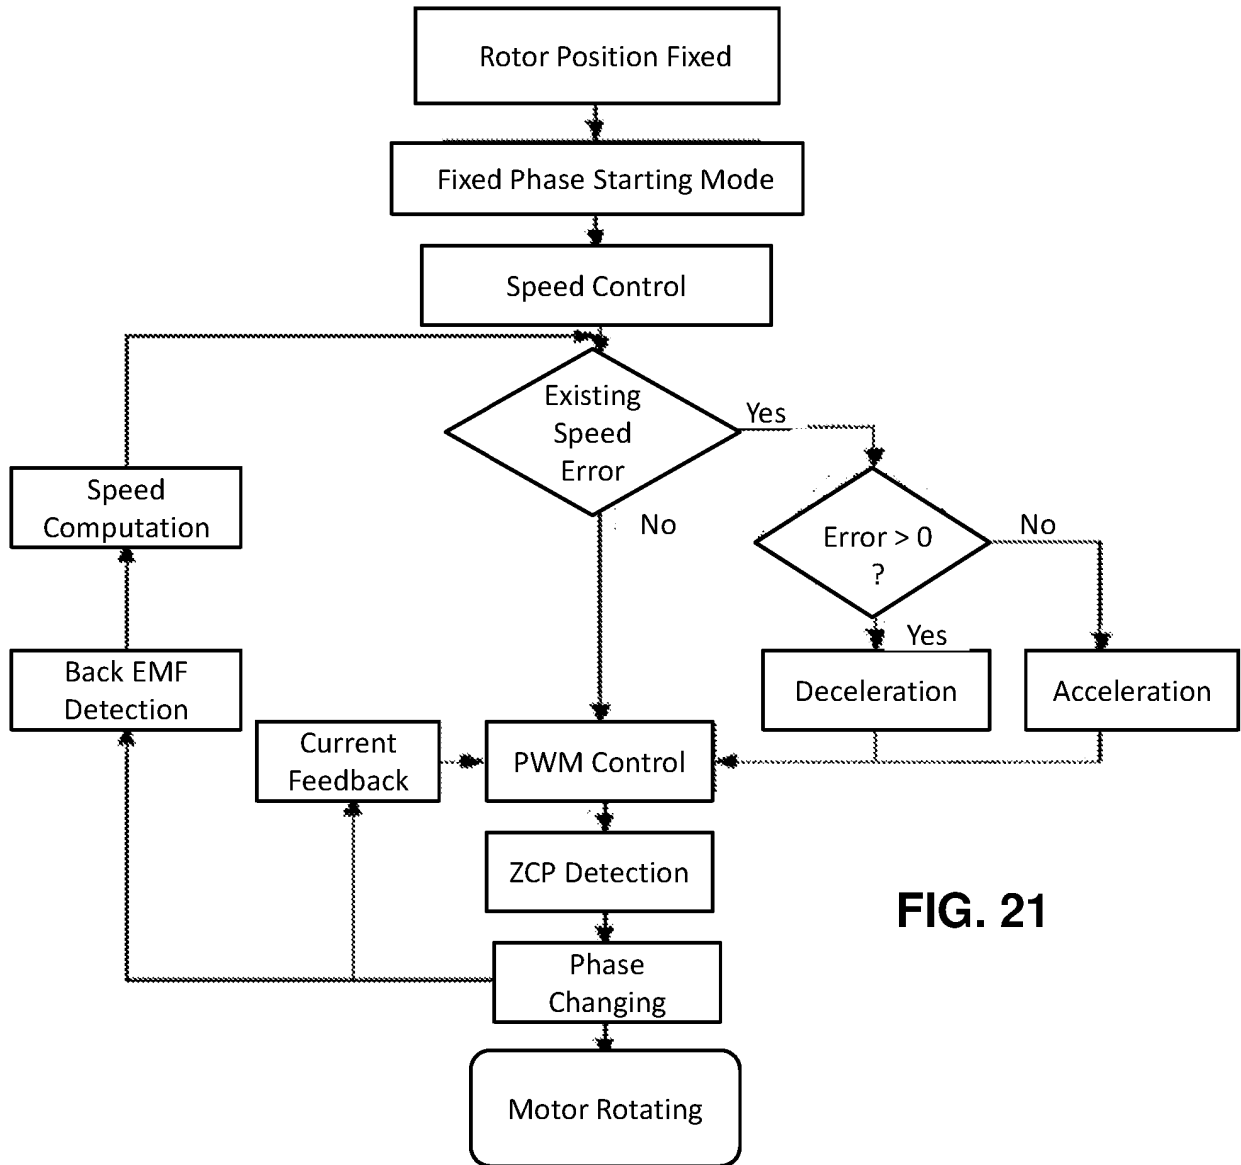 Rotor Position Fixed
Fixed Phase Starting Mode
Speed Control
Existing
Speed
Error
Yes
No
Error > 0
?
No
Yes
Speed
Computation
Back EMF
Detection
Deceleration
Acceleration
Current
Feedback
PWM Control
ZCP Detection
FIG. 21
Phase
Changing
Motor Rotating